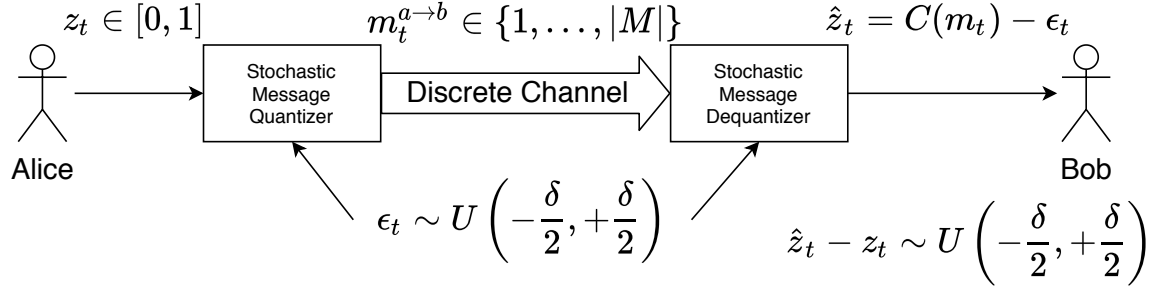 z_t ∈ [0, 1]
m_t^{a→b} ∈ {1, . . . , |M|}
ẑ_t = C(m_t) − ϵ_t
Stochastic
Message
Quantizer
Discrete Channel
Stochastic
Message
Dequantizer
Alice
Bob
ϵ_t ∼ U(−δ/2, +δ/2)
ẑ_t − z_t ∼ U(−δ/2, +δ/2)